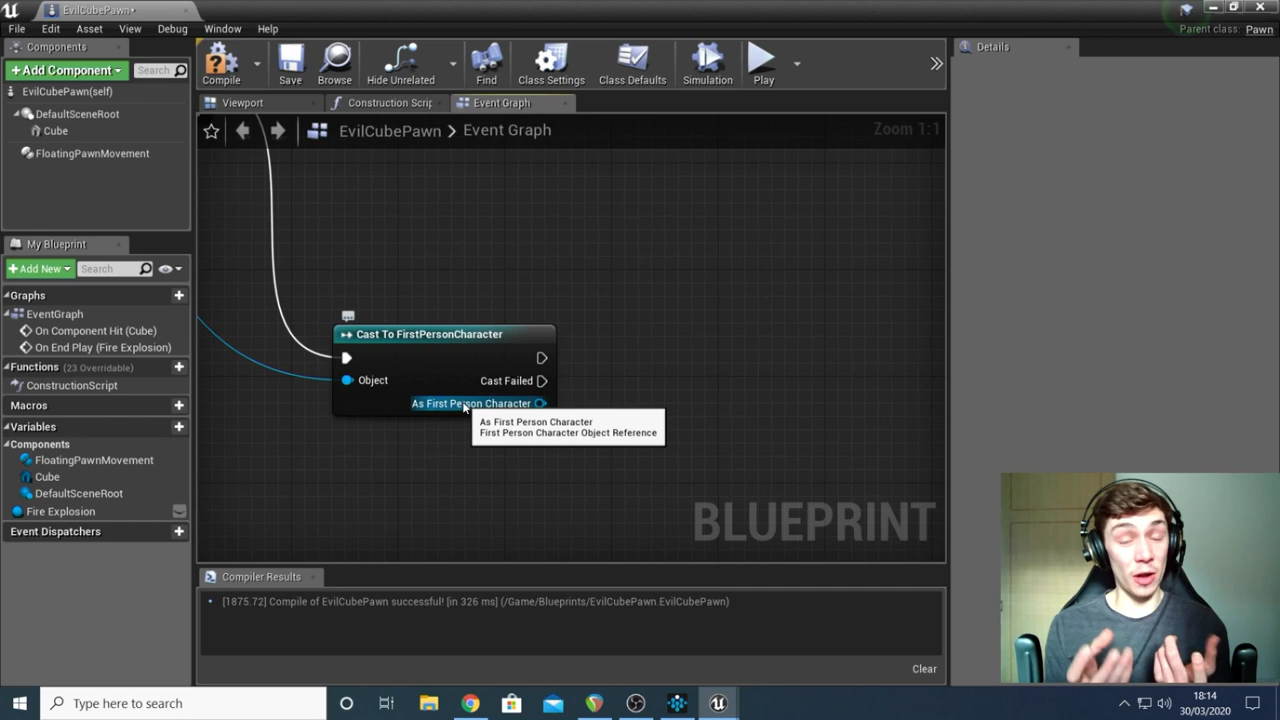 EvilCubePawn*
File Edit Asset View Debug Window Help
Parent class: Pawn
Components
+Add Component
Search
EvilCubePawn(self)
DefaultSceneRoot
Cube
FloatingPawnMovement
Compile Save Browse Hide Unrelated Find Class Settings Class Defaults Simulation Play
Viewport Construction Scrip Event Graph
EvilCubePawn > Event Graph
Zoom 1:1
My Blueprint
+Add New
Search
Graphs
EventGraph
On Component Hit (Cube)
On End Play (Fire Explosion)
Functions (23 Overridable)
ConstructionScript
Macros
Variables
Components
FloatingPawnMovement
Cube
DefaultSceneRoot
Fire Explosion
Event Dispatchers
Cast To FirstPersonCharacter
Object
Cast Failed
As First Person Character
As First Person Character
First Person Character Object Reference
BLUEPRINT
Compiler Results
[1875.72] Compile of EvilCubePawn successful! [in 326 ms] (/Game/Blueprints/EvilCubePawn.EvilCubePawn)
Clear
Details
Type here to search
18:14
30/03/2020